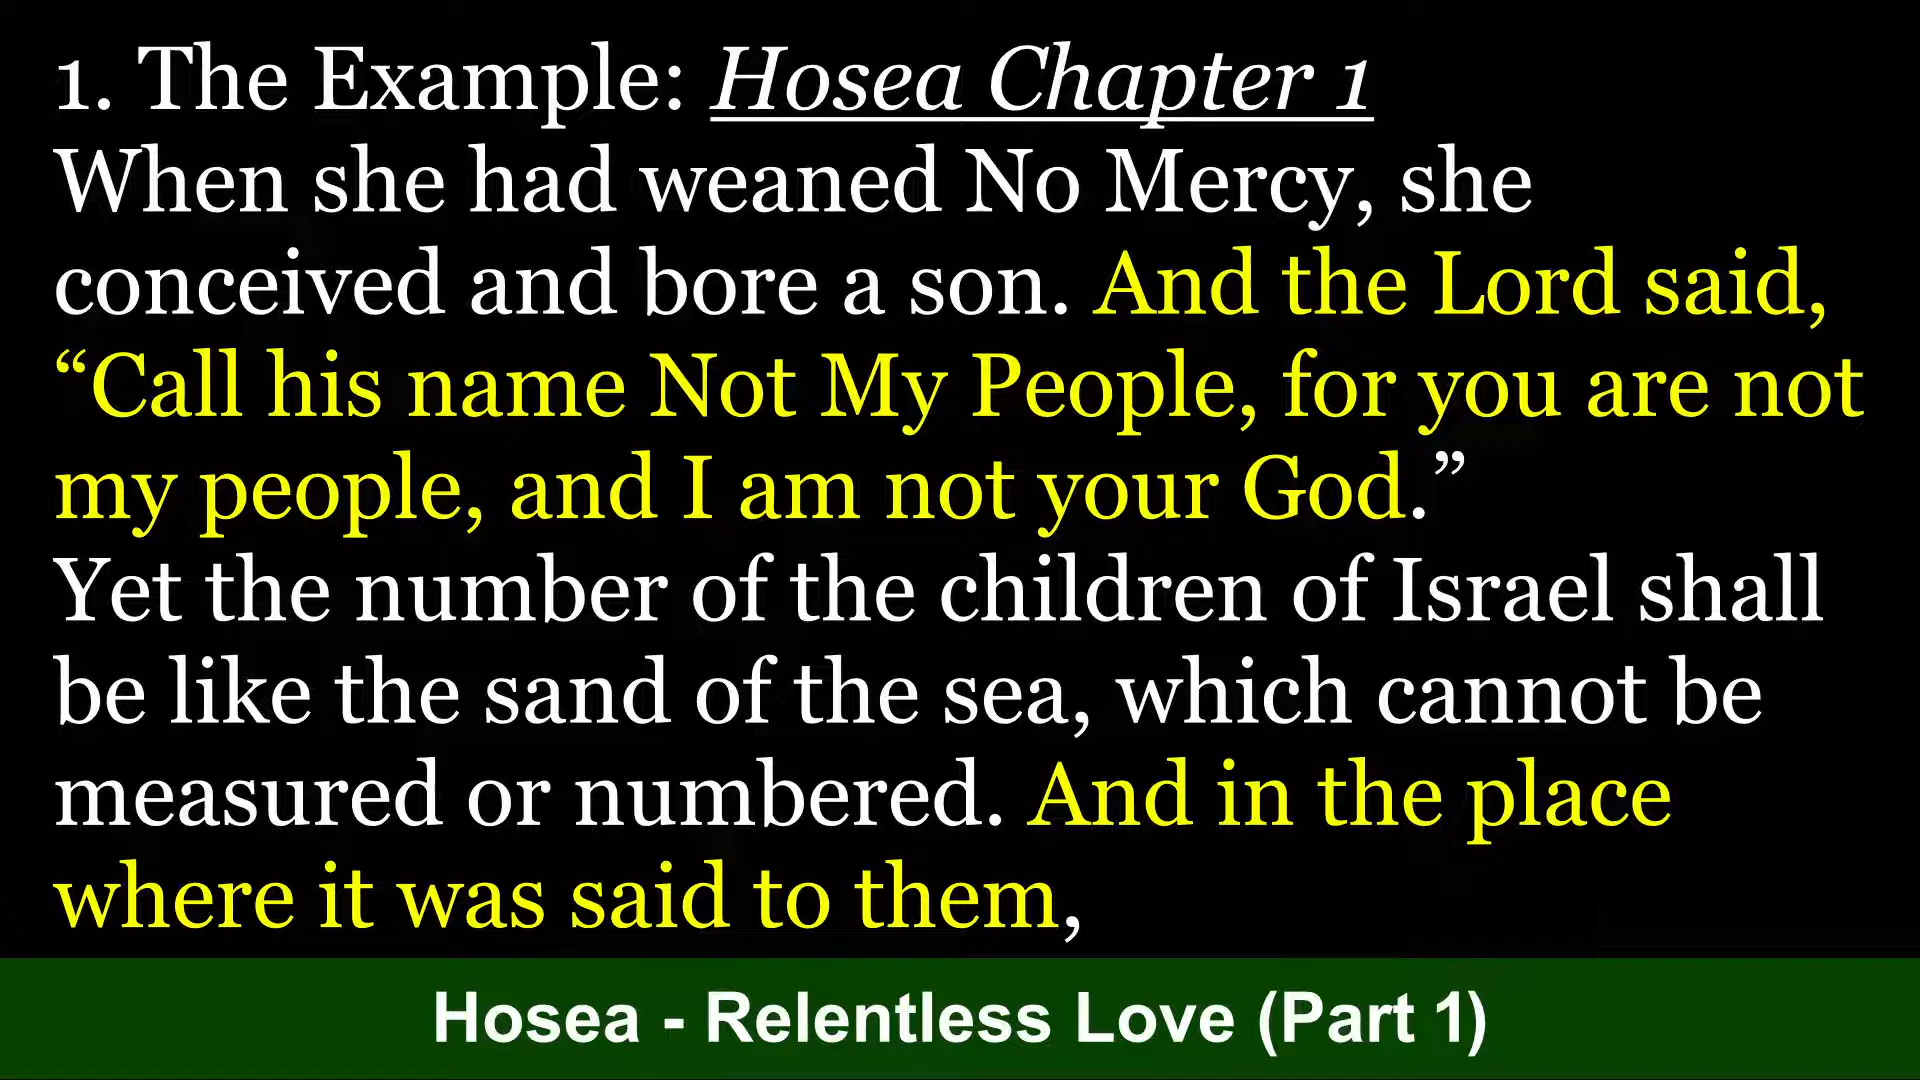 1. The Example: Hosea Chapter 1
When she had weaned No Mercy, she
conceived and bore a son. And the Lord said,
“Call his name Not My People, for you are not
my people, and I am not your God.”
Yet the number of the children of Israel shall
be like the sand of the sea, which cannot be
measured or numbered. And in the place
where it was said to them,
Hosea - Relentless Love (Part 1)